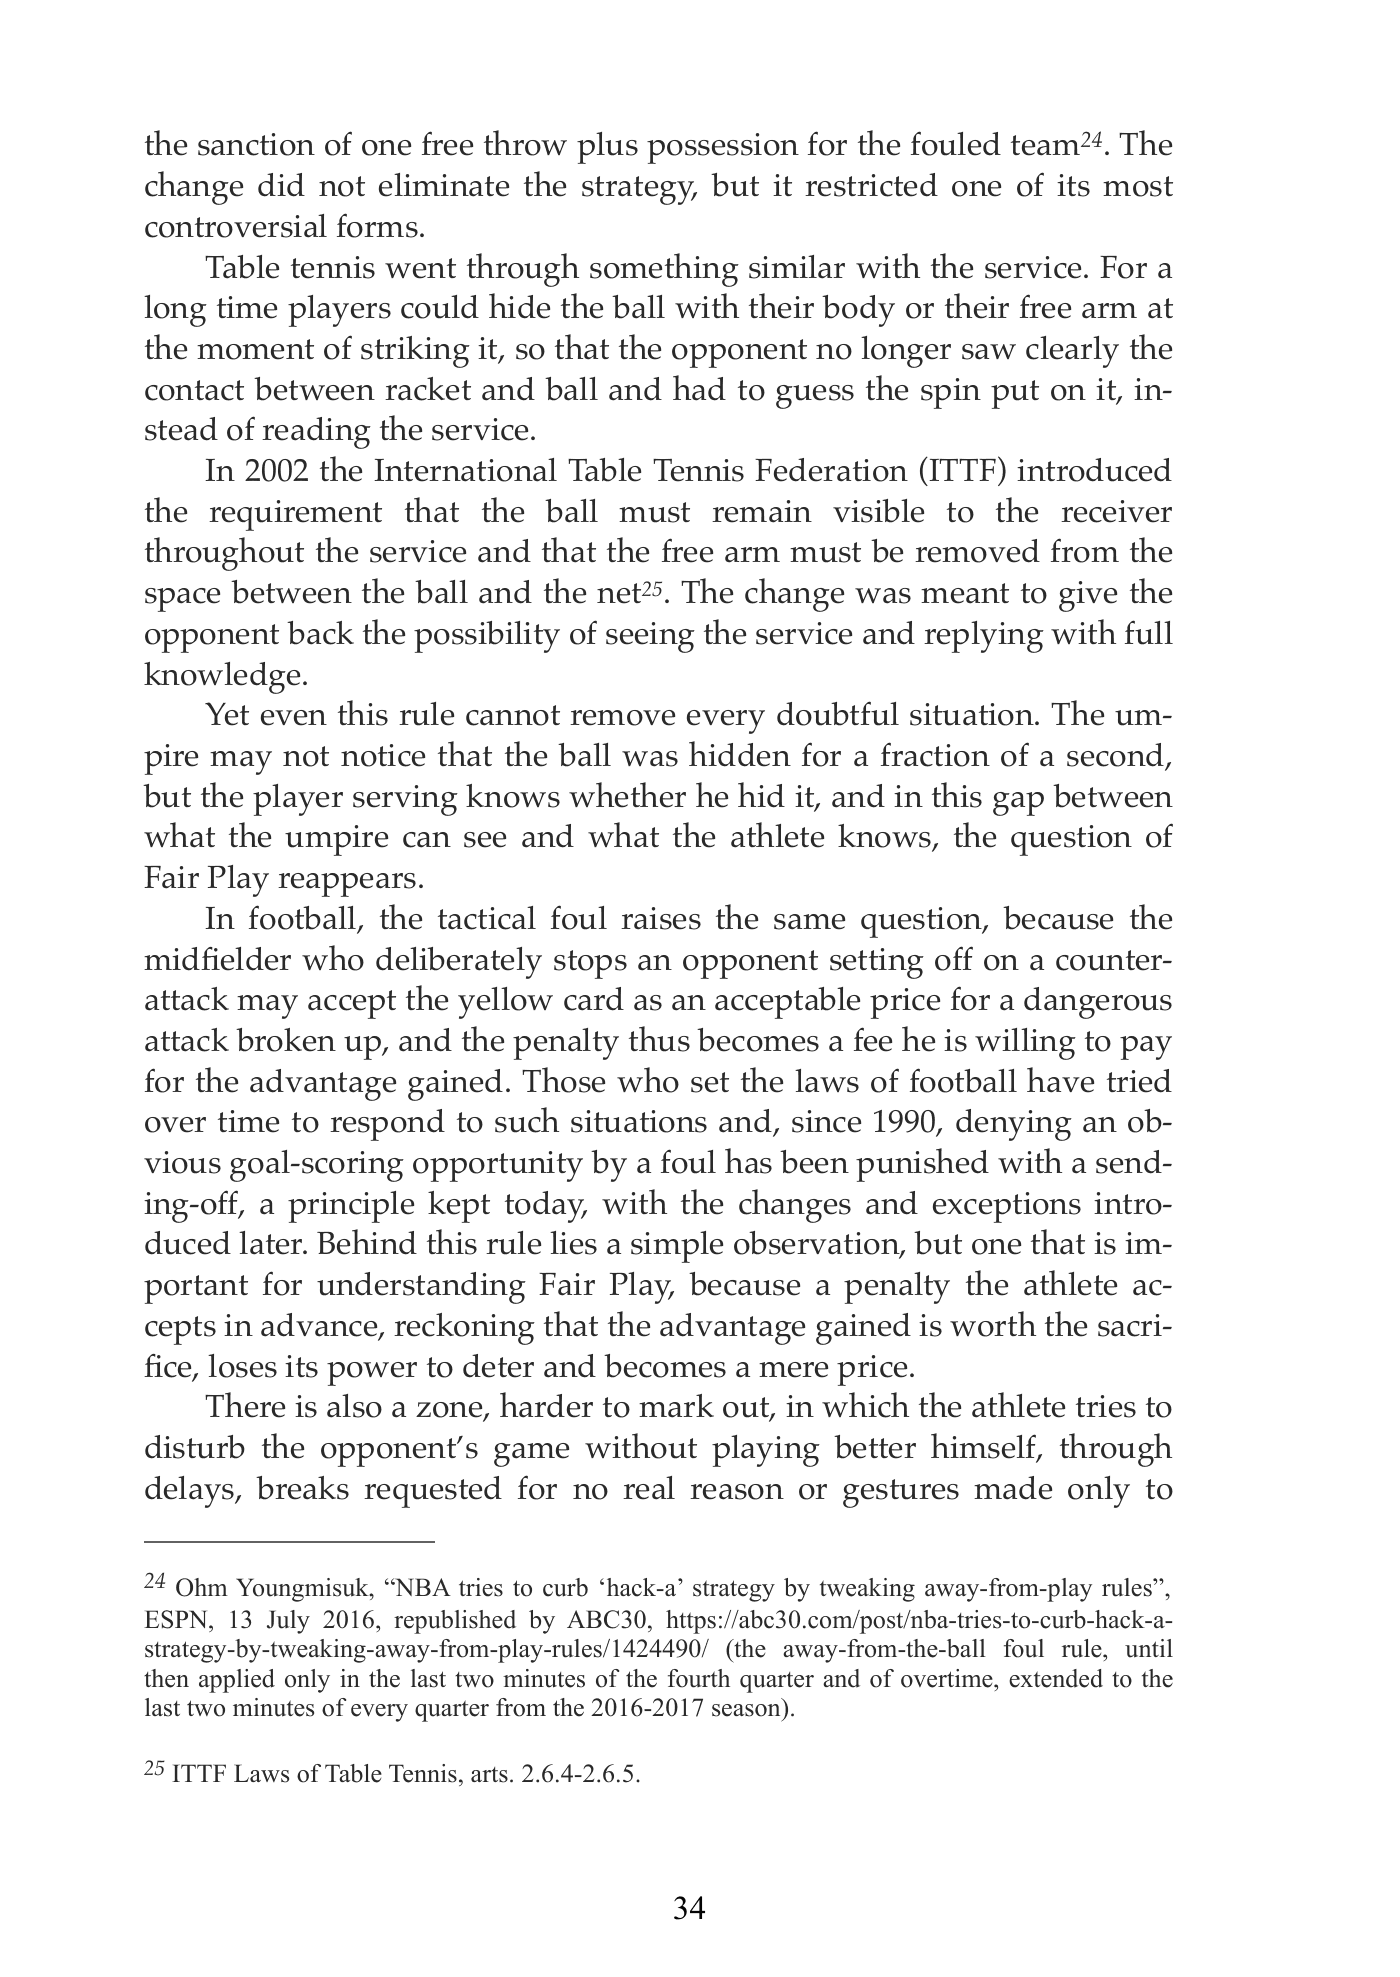 the sanction of one free throw plus possession for the fouled team24. The
change did not eliminate the strategy, but it restricted one of its most
controversial forms.
Table tennis went through something similar with the service. For a
long time players could hide the ball with their body or their free arm at
the moment of striking it, so that the opponent no longer saw clearly the
contact between racket and ball and had to guess the spin put on it, in-
stead of reading the service.
In 2002 the International Table Tennis Federation (ITTF) introduced
the requirement that the ball must remain visible to the receiver
throughout the service and that the free arm must be removed from the
space between the ball and the net25. The change was meant to give the
opponent back the possibility of seeing the service and replying with full
knowledge.
Yet even this rule cannot remove every doubtful situation. The um-
pire may not notice that the ball was hidden for a fraction of a second,
but the player serving knows whether he hid it, and in this gap between
what the umpire can see and what the athlete knows, the question of
Fair Play reappears.
In football, the tactical foul raises the same question, because the
midfielder who deliberately stops an opponent setting off on a counter-
attack may accept the yellow card as an acceptable price for a dangerous
attack broken up, and the penalty thus becomes a fee he is willing to pay
for the advantage gained. Those who set the laws of football have tried
over time to respond to such situations and, since 1990, denying an ob-
vious goal-scoring opportunity by a foul has been punished with a send-
ing-off, a principle kept today, with the changes and exceptions intro-
duced later. Behind this rule lies a simple observation, but one that is im-
portant for understanding Fair Play, because a penalty the athlete ac-
cepts in advance, reckoning that the advantage gained is worth the sacri-
fice, loses its power to deter and becomes a mere price.
There is also a zone, harder to mark out, in which the athlete tries to
disturb the opponent’s game without playing better himself, through
delays, breaks requested for no real reason or gestures made only to
24 Ohm Youngmisuk, “NBA tries to curb ‘hack-a’ strategy by tweaking away-from-play rules”,
ESPN, 13 July 2016, republished by ABC30, https://abc30.com/post/nba-tries-to-curb-hack-a-
strategy-by-tweaking-away-from-play-rules/1424490/ (the away-from-the-ball foul rule, until
then applied only in the last two minutes of the fourth quarter and of overtime, extended to the
last two minutes of every quarter from the 2016-2017 season).
25 ITTF Laws of Table Tennis, arts. 2.6.4-2.6.5.
34